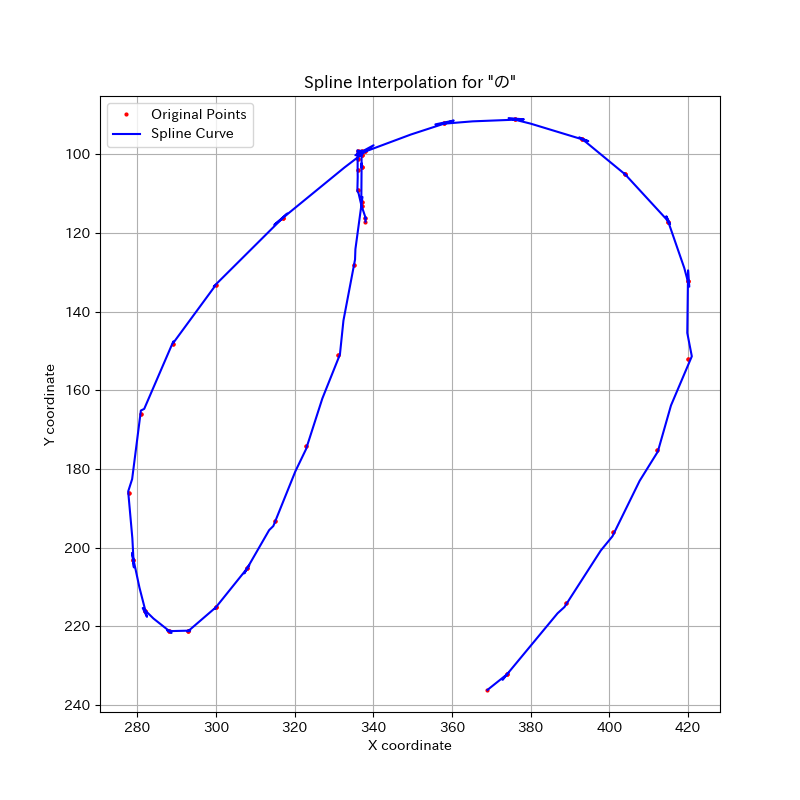 Spline Interpolation for "の"
Original Points
Spline Curve
100
120
140
160
180
200
220
240
Y coordinate
280 300 320 340 360 380 400 420
X coordinate